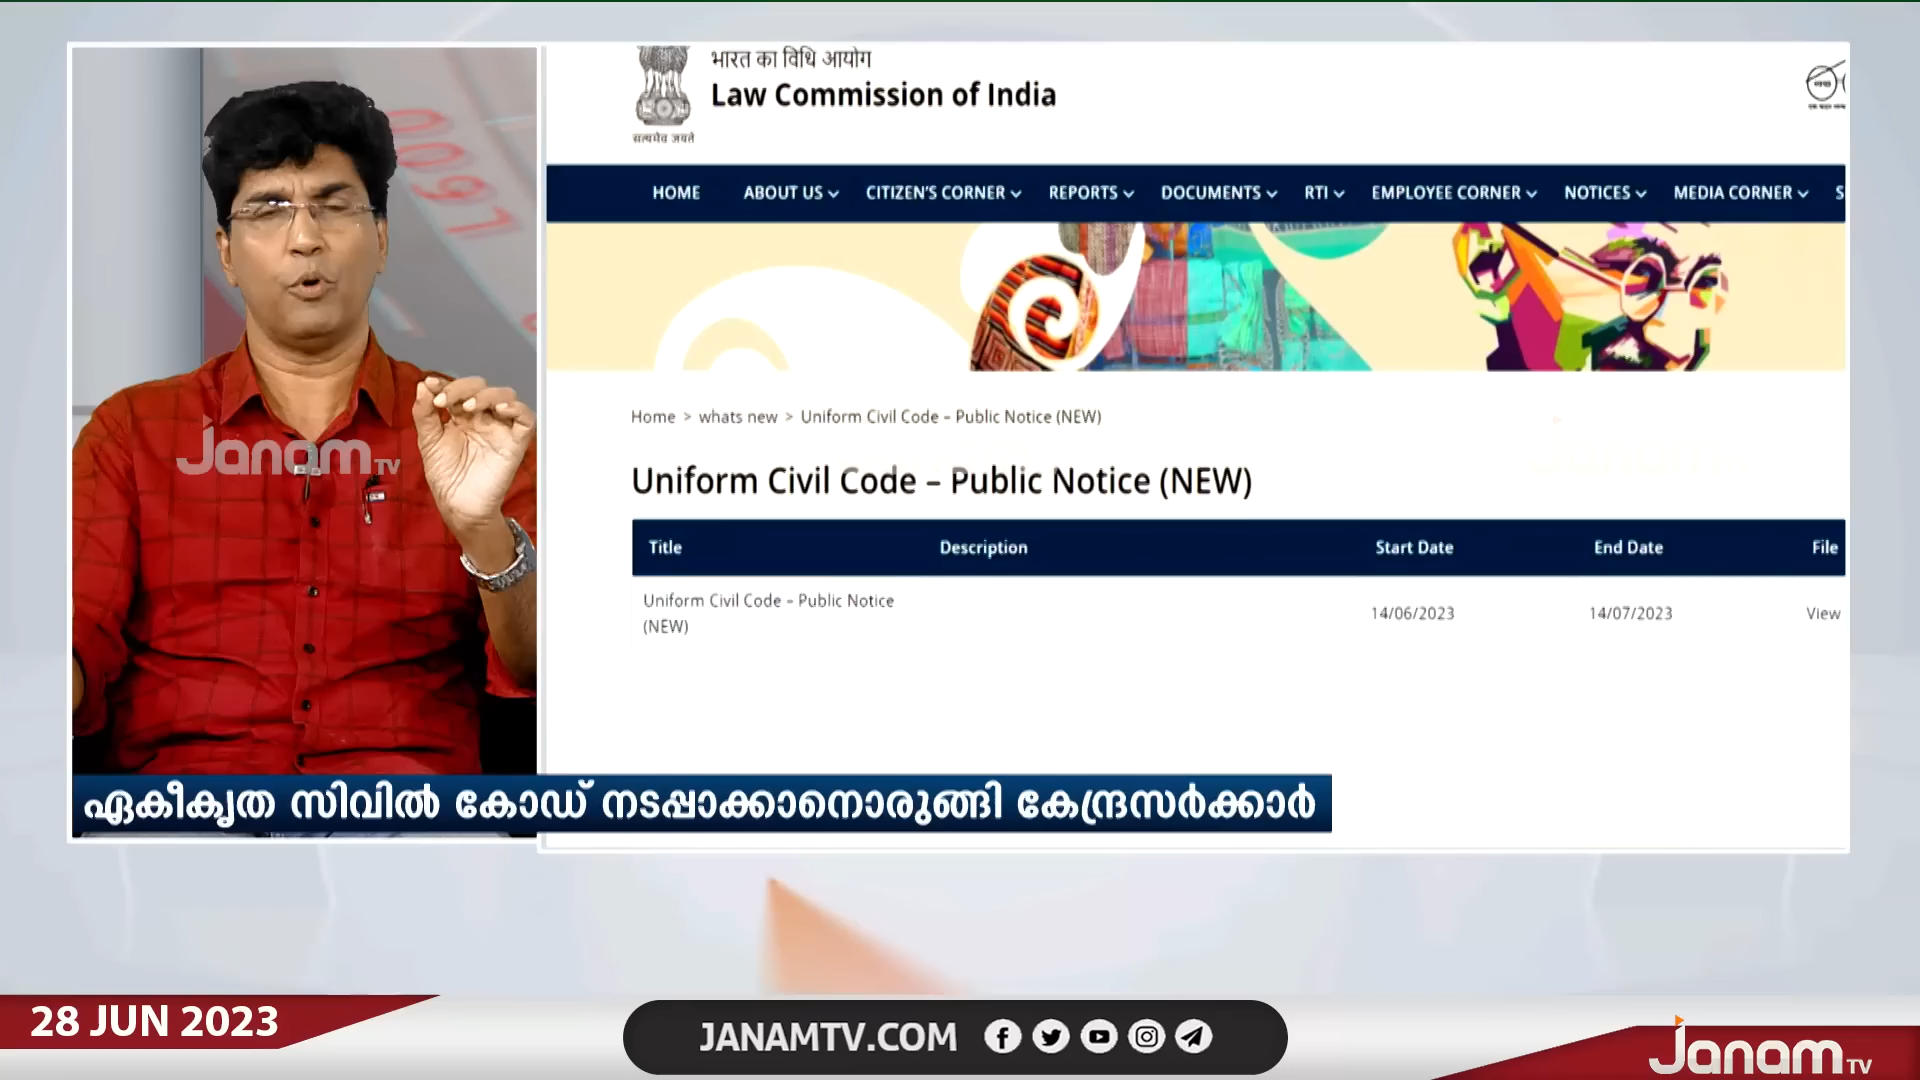 भारत का विधि आयोग
Law Commission of India
सत्यमेव जयते
HOME ABOUT US CITIZEN'S CORNER REPORTS DOCUMENTS RTI EMPLOYEE CORNER NOTICES MEDIA CORNER S
Home > whats new > Uniform Civil Code – Public Notice (NEW)
Uniform Civil Code – Public Notice (NEW)
Title Description Start Date End Date File
Uniform Civil Code – Public Notice
(NEW)
14/06/2023 14/07/2023 View
Janam TV
ഏകീകൃത സിവിൽ കോഡ് നടപ്പാക്കാനൊരുങ്ങി കേന്ദ്രസർക്കാർ
28 JUN 2023
JANAMTV.COM
Janam TV